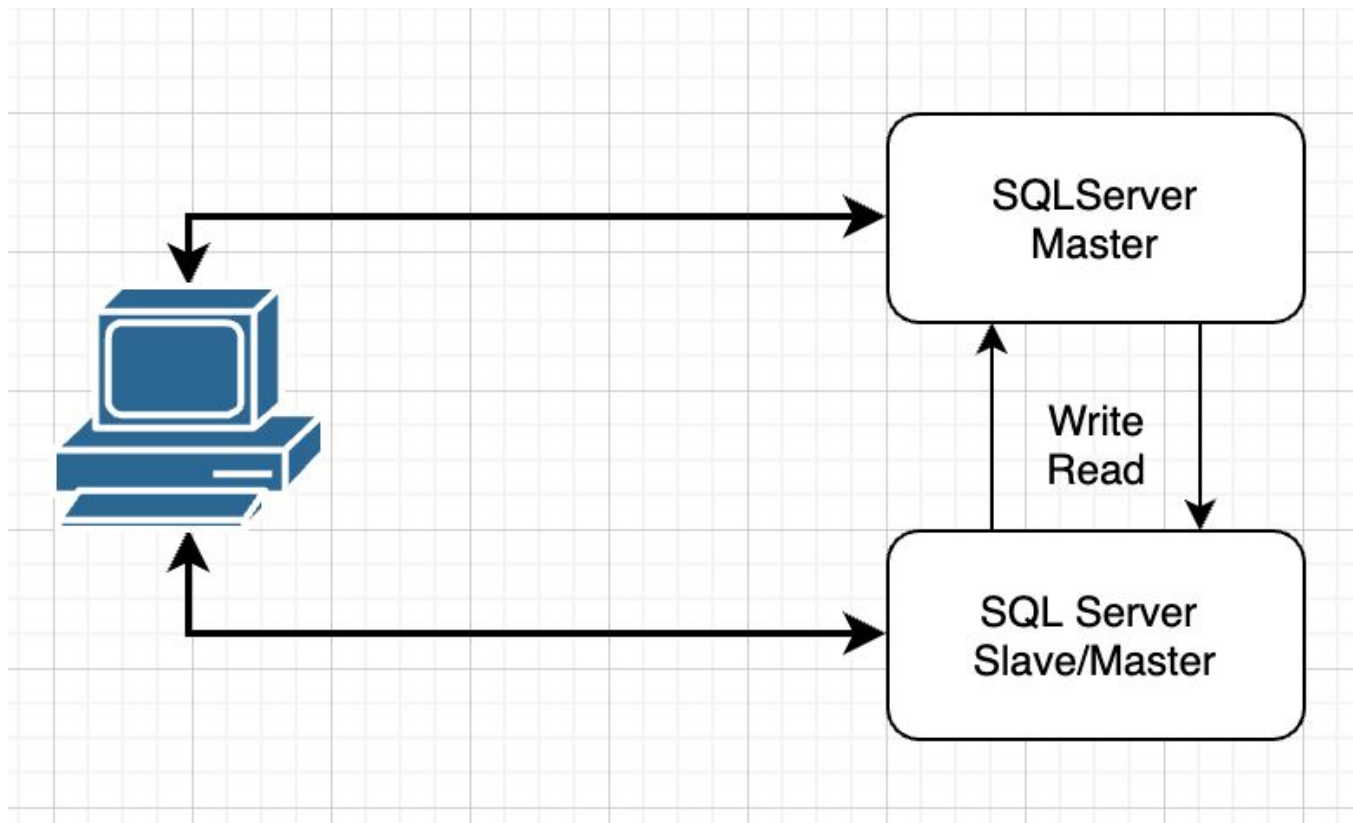 SQLServer
Master
Write
Read
SQL Server
Slave/Master